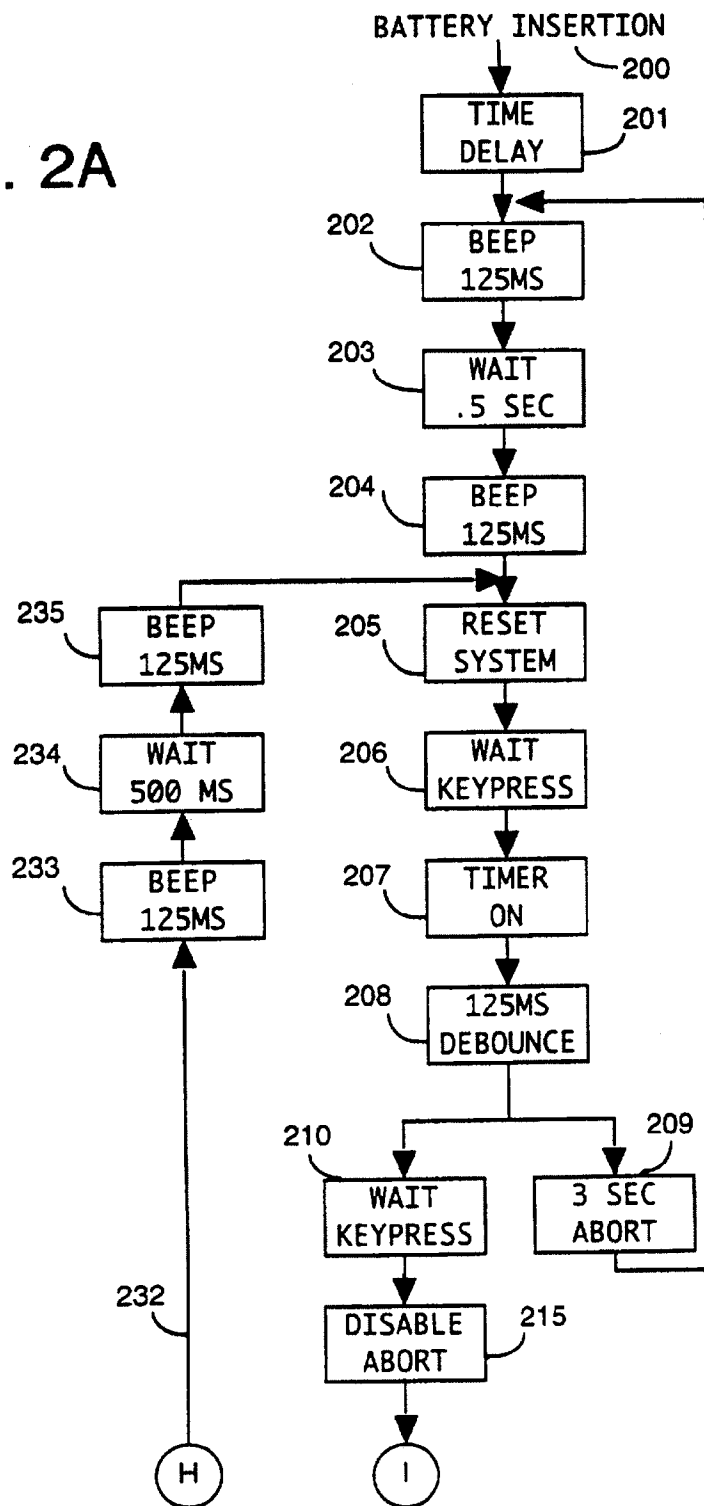 BATTERY INSERTION
200
TIME
DELAY
201
. 2A
202
BEEP
125MS
203
WAIT
.5 SEC
204
BEEP
125MS
235
BEEP
125MS
205
RESET
SYSTEM
234
WAIT
500 MS
206
WAIT
KEYPRESS
233
BEEP
125MS
207
TIMER
ON
208
125MS
DEBOUNCE
210
WAIT
KEYPRESS
209
3 SEC
ABORT
232
DISABLE
ABORT
215
H
I